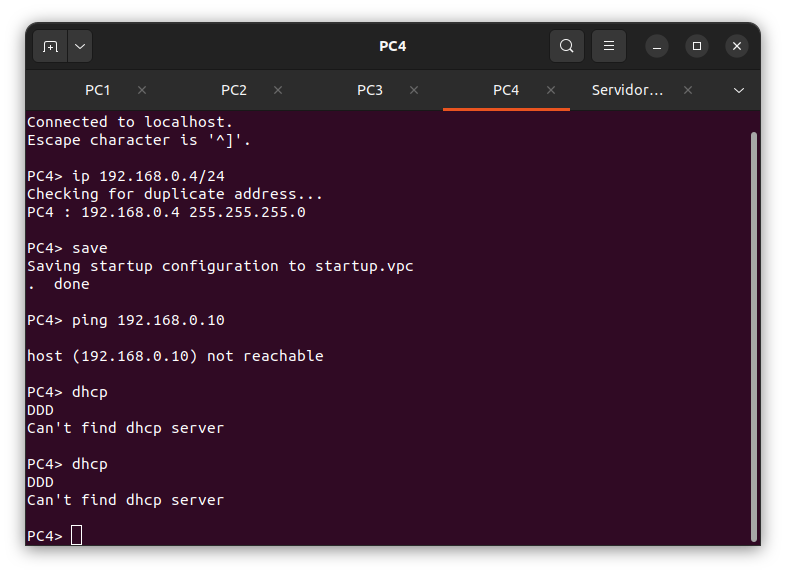 PC4
PC1
PC2
PC3
PC4
Servidor...
Connected to localhost.
Escape character is '^]'.
PC4> ip 192.168.0.4/24
Checking for duplicate address...
PC4 : 192.168.0.4 255.255.255.0
PC4> save
Saving startup configuration to startup.vpc
.  done
PC4> ping 192.168.0.10
host (192.168.0.10) not reachable
PC4> dhcp
DDD
Can't find dhcp server
PC4> dhcp
DDD
Can't find dhcp server
PC4>